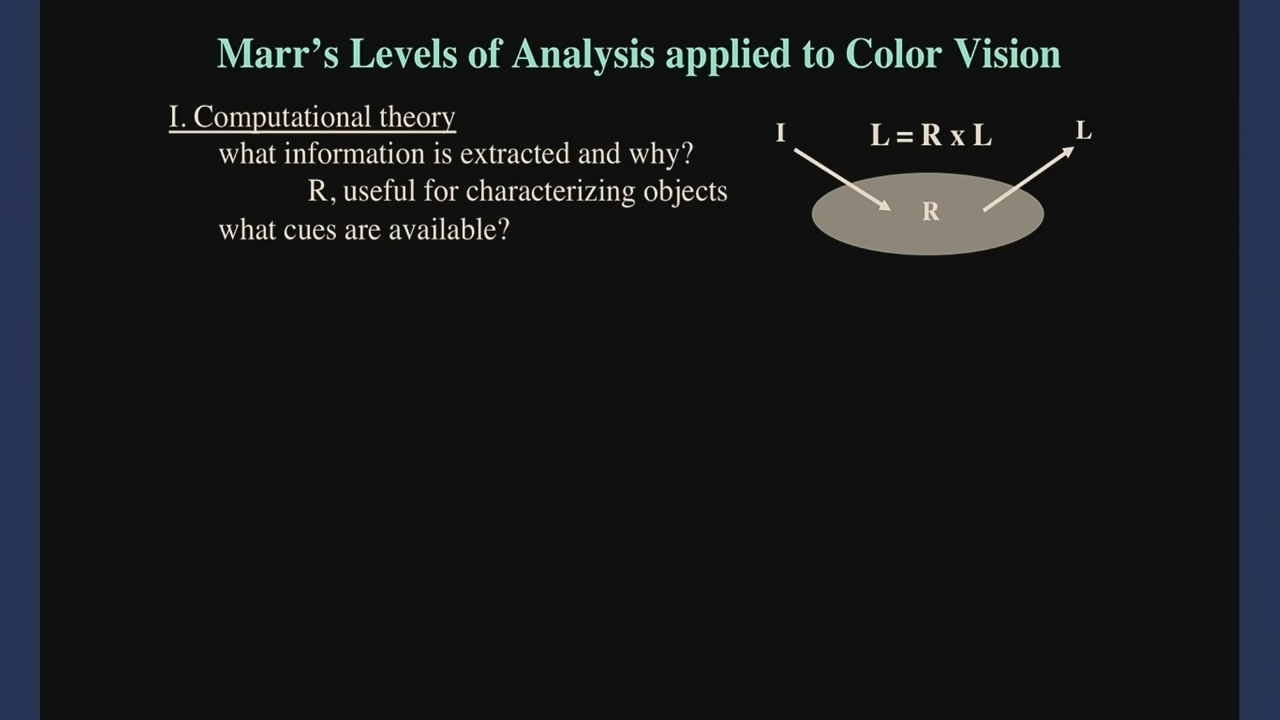 Marr's Levels of Analysis applied to Color Vision
I. Computational theory
what information is extracted and why?
R, useful for characterizing objects
what cues are available?
I
L = R x L
L
R